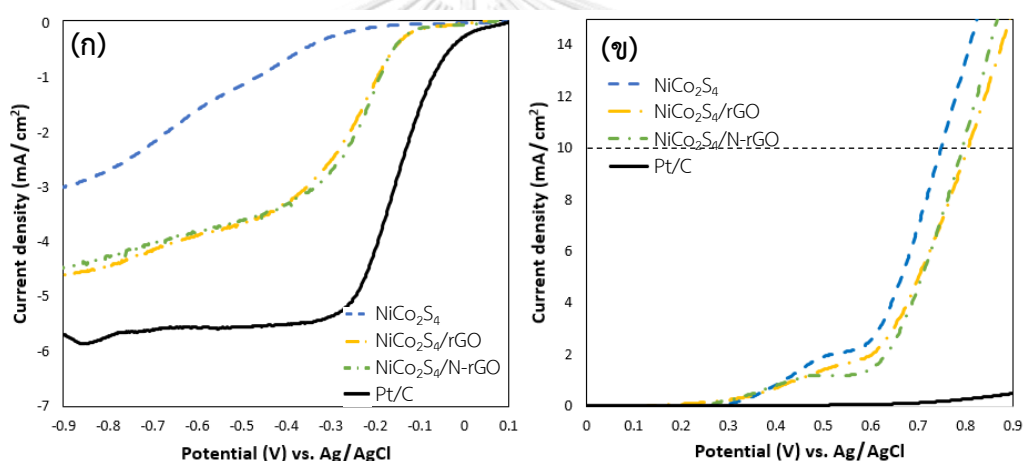 (ก)
0
-1
-2
-3
-4
-5
-6
-7
Current density (mA/cm²)
NiCo₂S₄
NiCo₂S₄/rGO
NiCo₂S₄/N-rGO
Pt/C
-0.9 -0.8 -0.7 -0.6 -0.5 -0.4 -0.3 -0.2 -0.1 0 0.1
Potential (V) vs. Ag/AgCl
(ข)
14
12
10
8
6
4
2
0
Current density (mA/cm²)
NiCo₂S₄
NiCo₂S₄/rGO
NiCo₂S₄/N-rGO
Pt/C
0 0.1 0.2 0.3 0.4 0.5 0.6 0.7 0.8 0.9
Potential (V) vs. Ag/AgCl